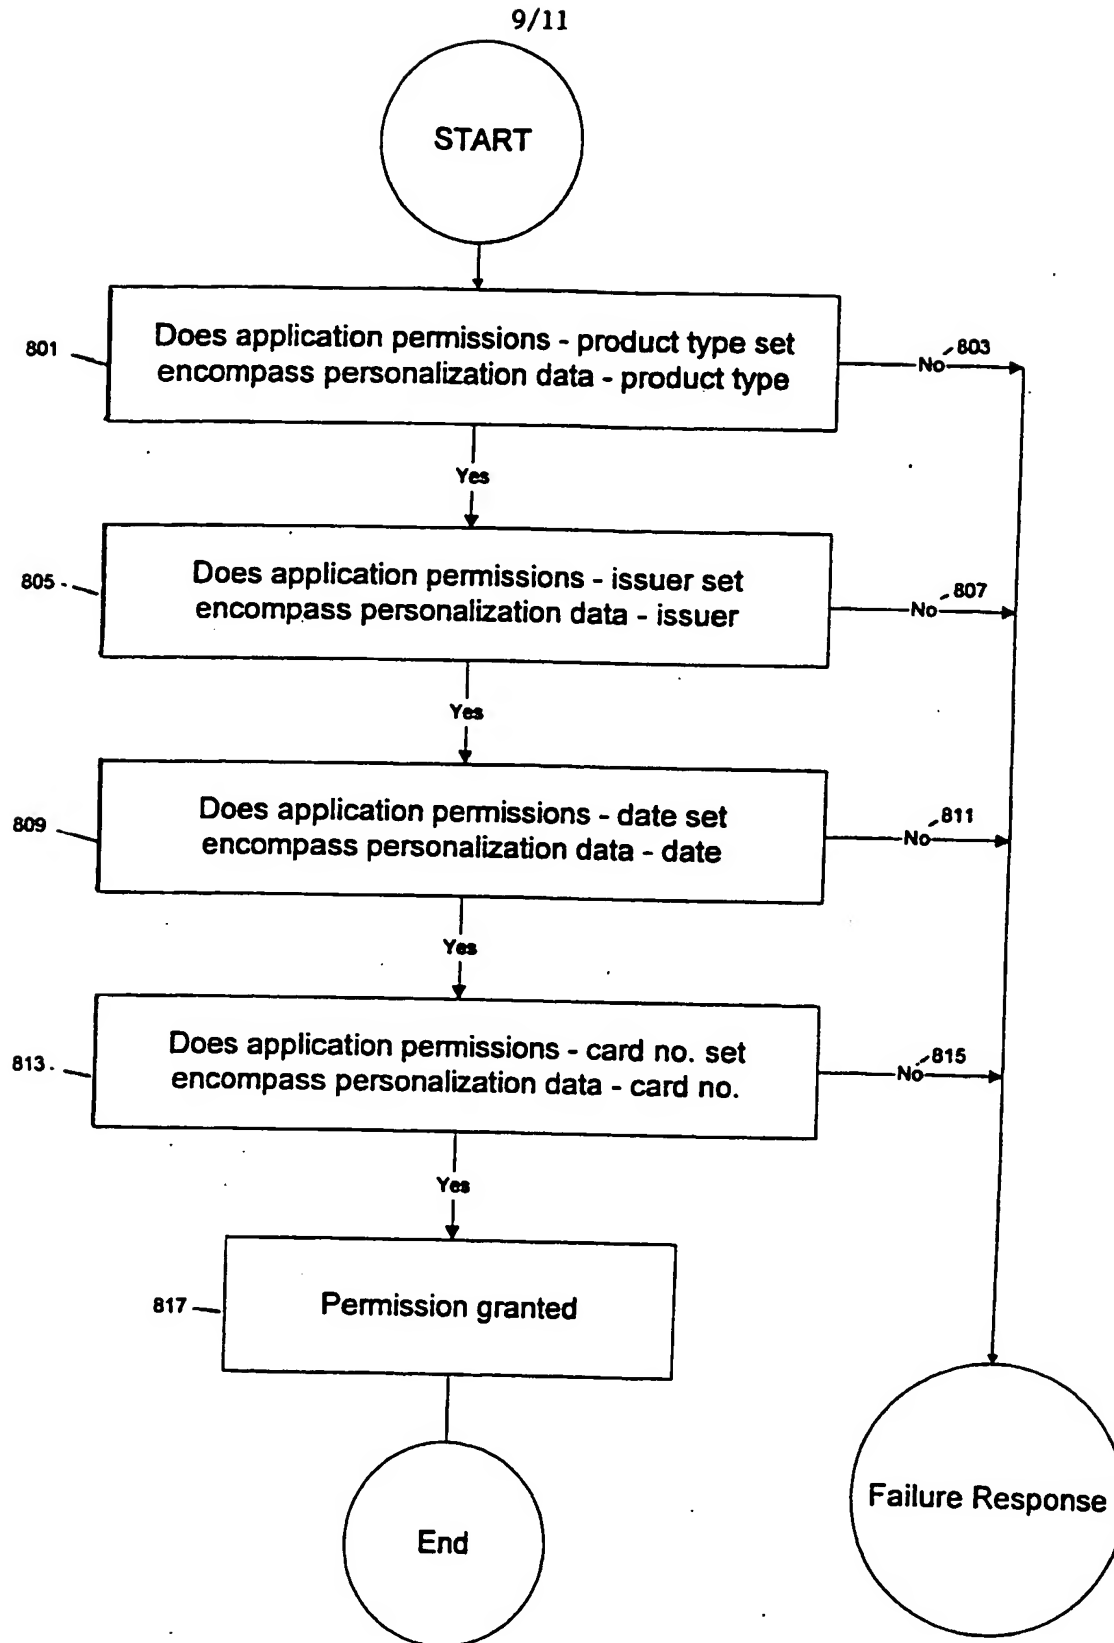 9/11
START
801
Does application permissions - product type set
encompass personalization data - product type
No
803
Yes
805
Does application permissions - issuer set
encompass personalization data - issuer
No
807
Yes
809
Does application permissions - date set
encompass personalization data - date
No
811
Yes
813
Does application permissions - card no. set
encompass personalization data - card no.
No
815
Yes
817
Permission granted
End
Failure Response